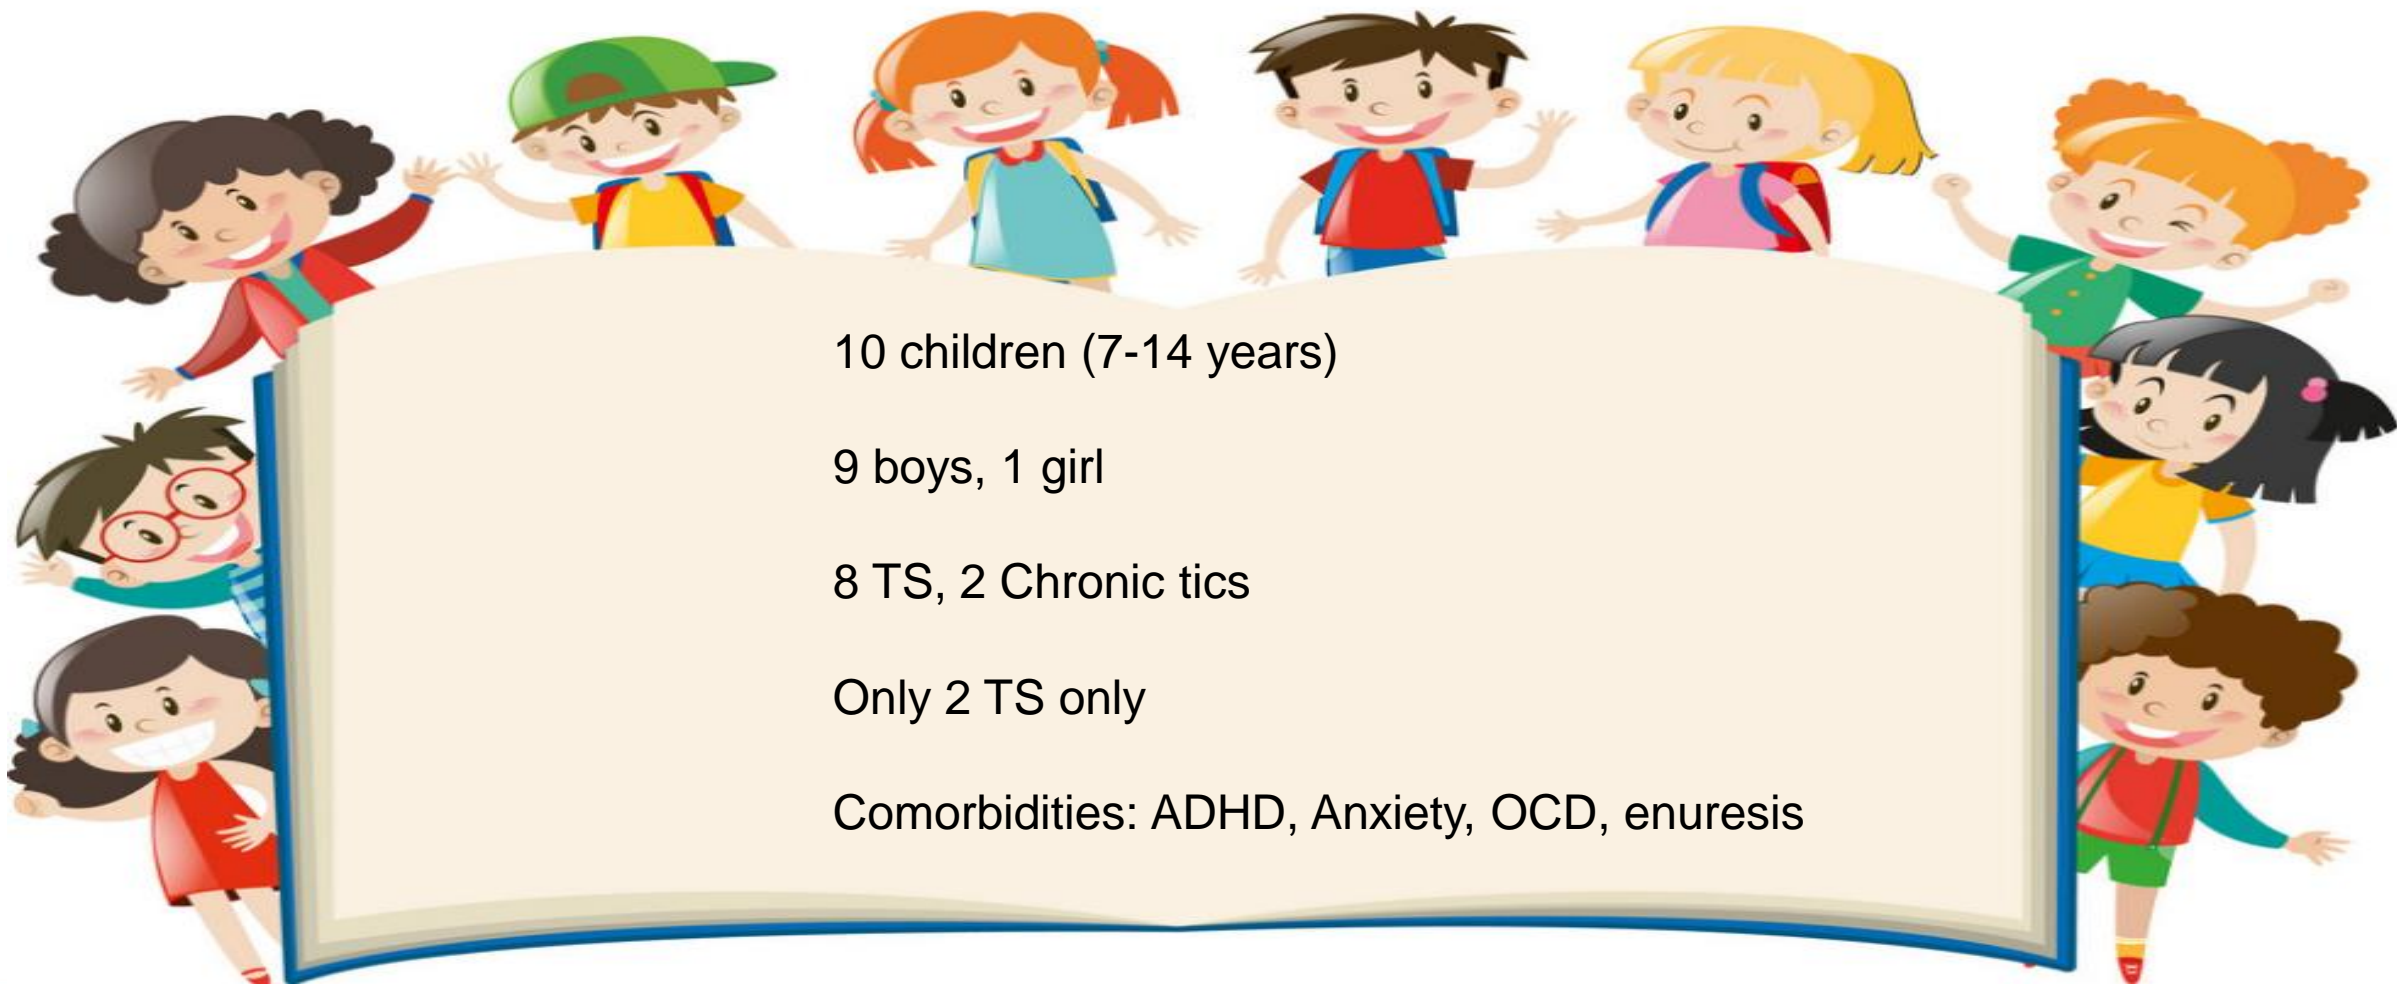 10 children (7-14 years)
9 boys, 1 girl
8 TS, 2 Chronic tics
Only 2 TS only
Comorbidities: ADHD, Anxiety, OCD, enuresis